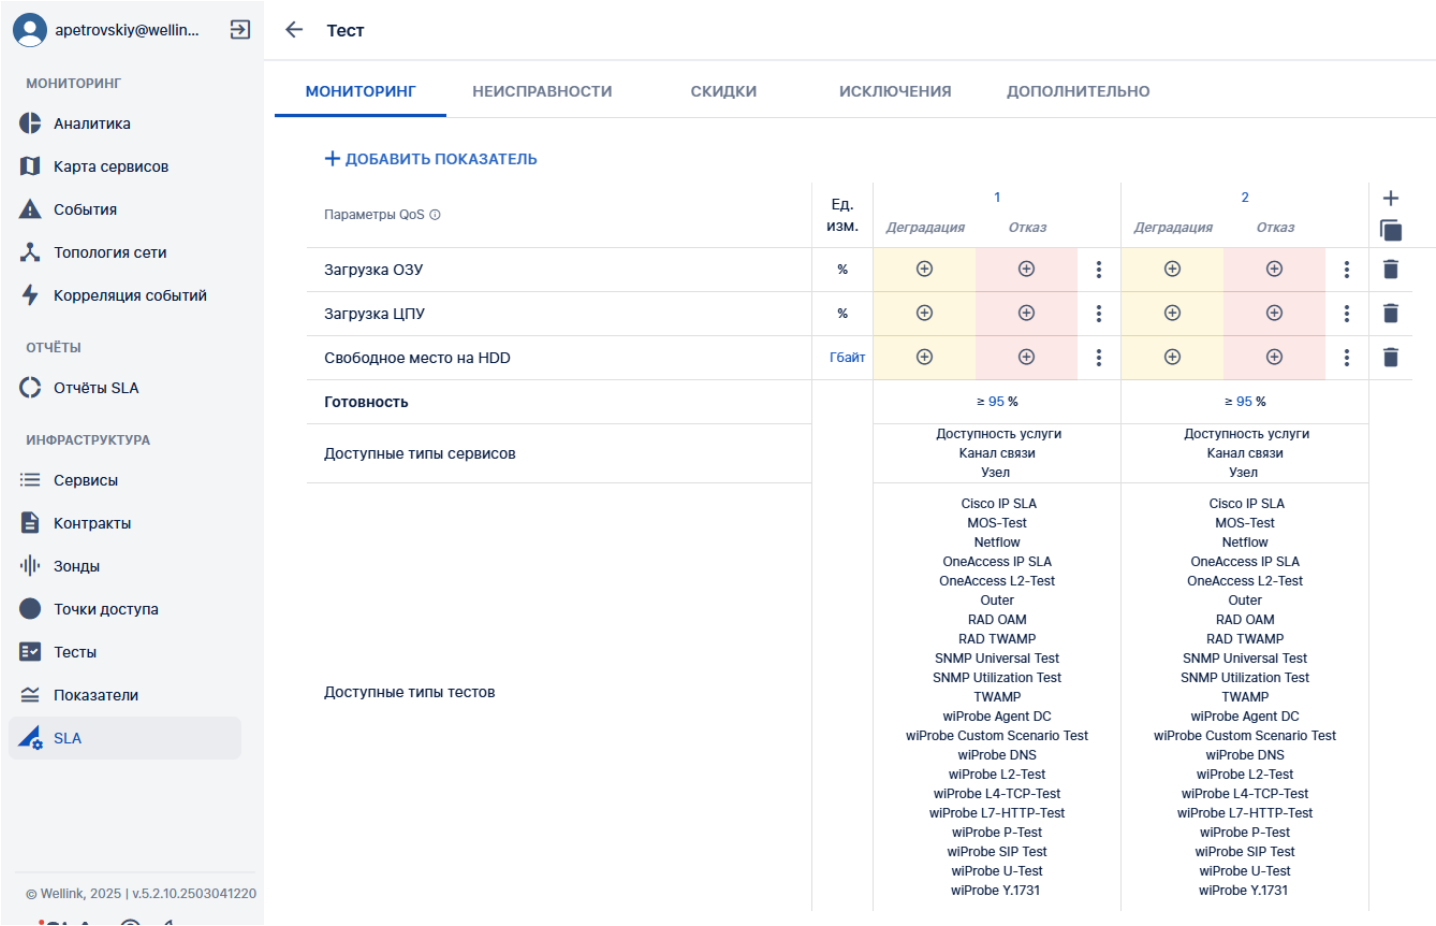 apetrovskiy@wellin...
МОНИТОРИНГ
Аналитика
Карта сервисов
События
Топология сети
Корреляция событий
ОТЧЁТЫ
Отчёты SLA
ИНФРАСТРУКТУРА
Сервисы
Контракты
Зонды
Точки доступа
Тесты
Показатели
SLA
© Wellink, 2025 | v.5.2.10.2503041220
Тест
МОНИТОРИНГ НЕИСПРАВНОСТИ СКИДКИ ИСКЛЮЧЕНИЯ ДОПОЛНИТЕЛЬНО
ДОБАВИТЬ ПОКАЗАТЕЛЬ
Параметры QoS Ед. изм. 1 2
Деградация Отказ Деградация Отказ
Загрузка ОЗУ %
Загрузка ЦПУ %
Свободное место на HDD Гбайт
Готовность ≥ 95 % ≥ 95 %
Доступные типы сервисов
Доступность услуги Доступность услуги
Канал связи Канал связи
Узел Узел
Доступные типы тестов
Cisco IP SLA Cisco IP SLA
MOS-Test MOS-Test
Netflow Netflow
OneAccess IP SLA OneAccess IP SLA
OneAccess L2-Test OneAccess L2-Test
Outer Outer
RAD OAM RAD OAM
RAD TWAMP RAD TWAMP
SNMP Universal Test SNMP Universal Test
SNMP Utilization Test SNMP Utilization Test
TWAMP TWAMP
wiProbe Agent DC wiProbe Agent DC
wiProbe Custom Scenario Test wiProbe Custom Scenario Test
wiProbe DNS wiProbe DNS
wiProbe L2-Test wiProbe L2-Test
wiProbe L4-TCP-Test wiProbe L4-TCP-Test
wiProbe L7-HTTP-Test wiProbe L7-HTTP-Test
wiProbe P-Test wiProbe P-Test
wiProbe SIP Test wiProbe SIP Test
wiProbe U-Test wiProbe U-Test
wiProbe Y.1731 wiProbe Y.1731